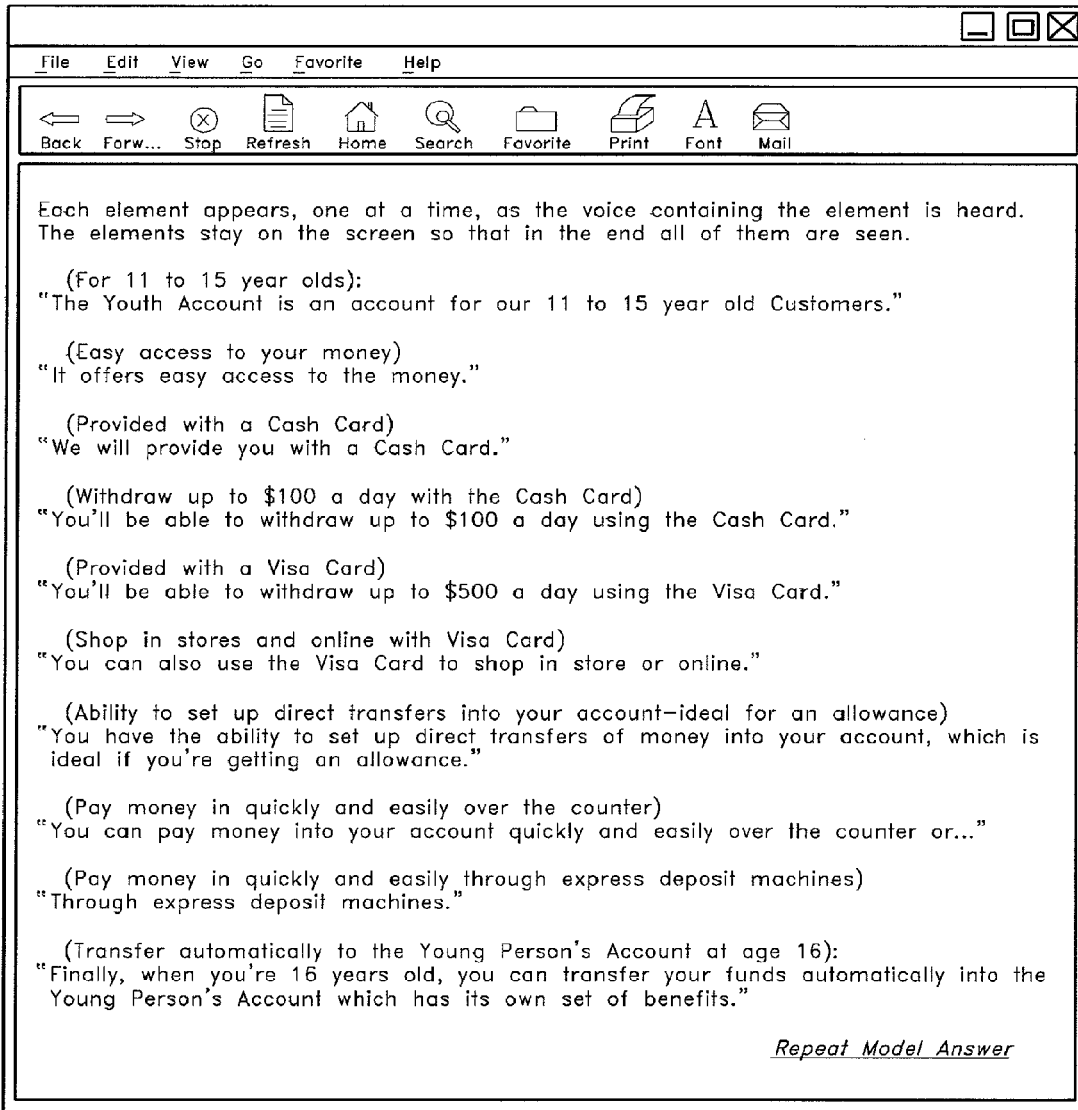 File Edit View Go Favorite Help
Back Forw... Stop Refresh Home Search Favorite Print Font Mail
Each element appears, one at a time, as the voice containing the element is heard.
The elements stay on the screen so that in the end all of them are seen.
(For 11 to 15 year olds):
"The Youth Account is an account for our 11 to 15 year old Customers."
(Easy access to your money)
"It offers easy access to the money."
(Provided with a Cash Card)
"We will provide you with a Cash Card."
(Withdraw up to $100 a day with the Cash Card)
"You'll be able to withdraw up to $100 a day using the Cash Card."
(Provided with a Visa Card)
"You'll be able to withdraw up to $500 a day using the Visa Card."
(Shop in stores and online with Visa Card)
"You can also use the Visa Card to shop in store or online."
(Ability to set up direct transfers into your account—ideal for an allowance)
"You have the ability to set up direct transfers of money into your account, which is
ideal if you're getting an allowance."
(Pay money in quickly and easily over the counter)
"You can pay money into your account quickly and easily over the counter or..."
(Pay money in quickly and easily through express deposit machines)
"Through express deposit machines."
(Transfer automatically to the Young Person's Account at age 16):
"Finally, when you're 16 years old, you can transfer your funds automatically into the
Young Person's Account which has its own set of benefits."
Repeat Model Answer